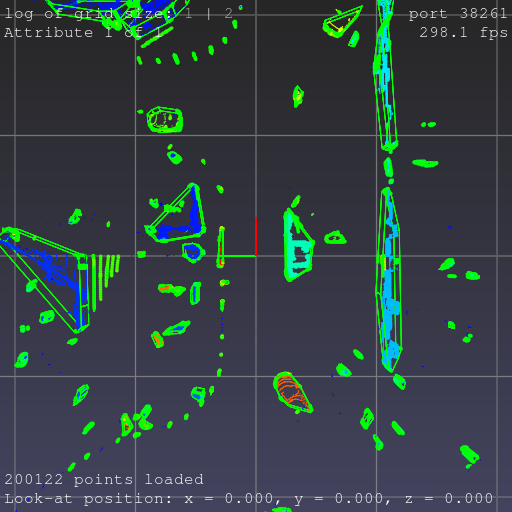 log of grid size: 1 | 2
port 38261
Attribute 1 of 1
298.1 fps
200122 points loaded
Look-at position: x = 0.000, y = 0.000, z = 0.000